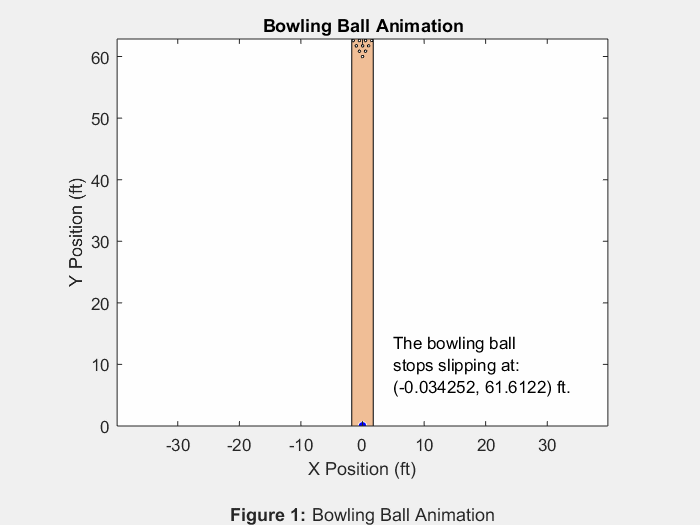 Bowling Ball Animation
60
50
40
30
20
10
0
Y Position (ft)
The bowling ball
stops slipping at:
(-0.034252, 61.6122) ft.
-30 -20 -10 0 10 20 30
X Position (ft)
Figure 1: Bowling Ball Animation